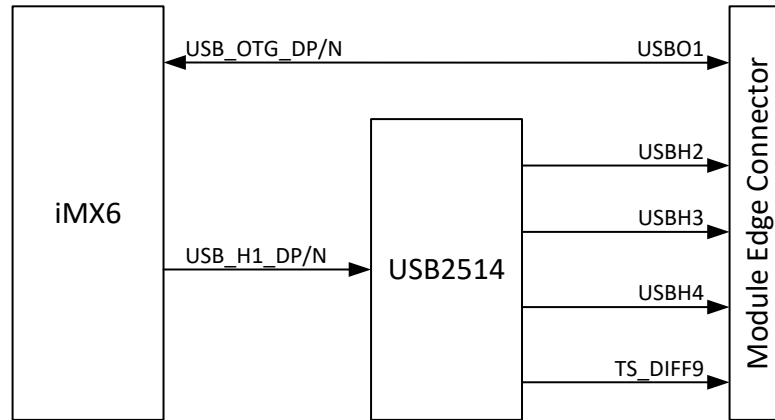 USB_OTG_DP/N
USBO1
USBH2
iMX6
USBH3
USB_H1_DP/N
USB2514
USBH4
TS_DIFF9
Module Edge Connector